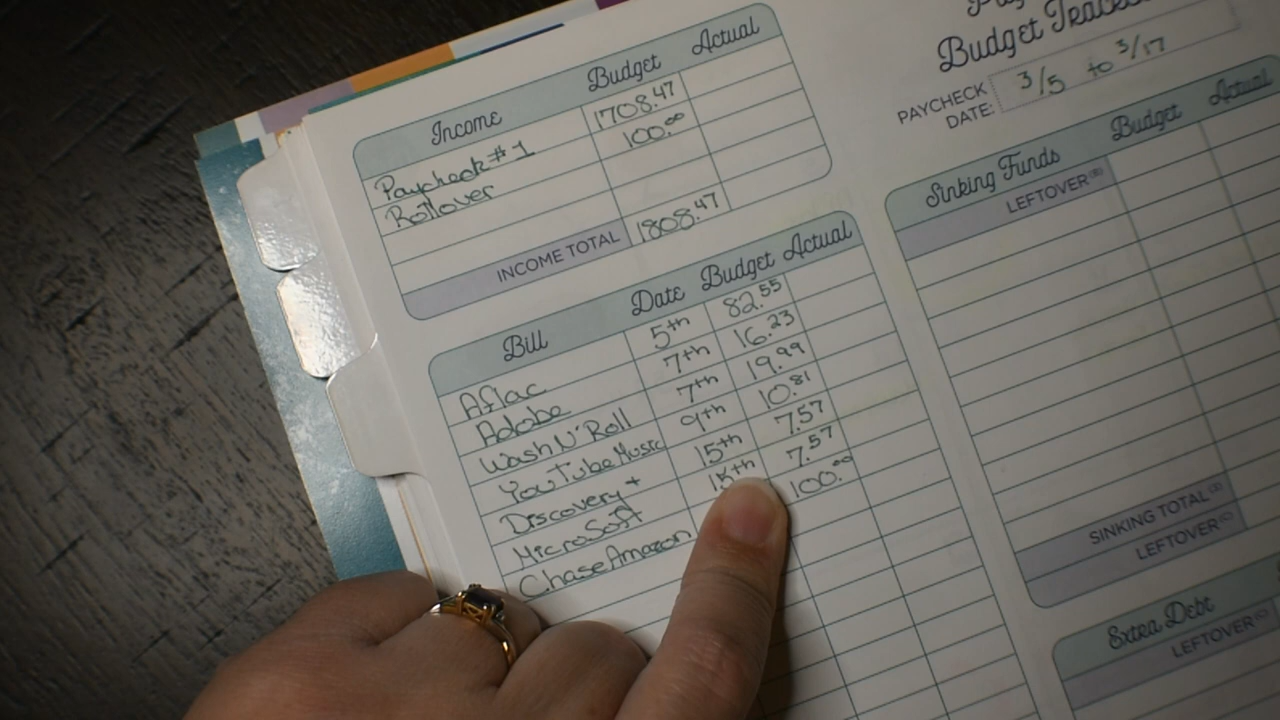 Budget Tracker
PAYCHECK DATE: 3/5 to 3/17
Income Budget Actual
Paycheck #1 1708.47
Rollover 100.00
INCOME TOTAL 1808.47
Bill Date Budget Actual
Aflac 5th 82.55
Adobe 7th 16.23
Wash N' Roll 7th 19.99
YouTube Music 9th 10.81
Discovery + 15th 7.57
MicroSoft 7.57
Chase Amazon 100.00
Sinking Funds Budget Actual
LEFTOVER(B)
SINKING TOTAL
LEFTOVER(C)
Extra Debt
LEFTOVER(C)